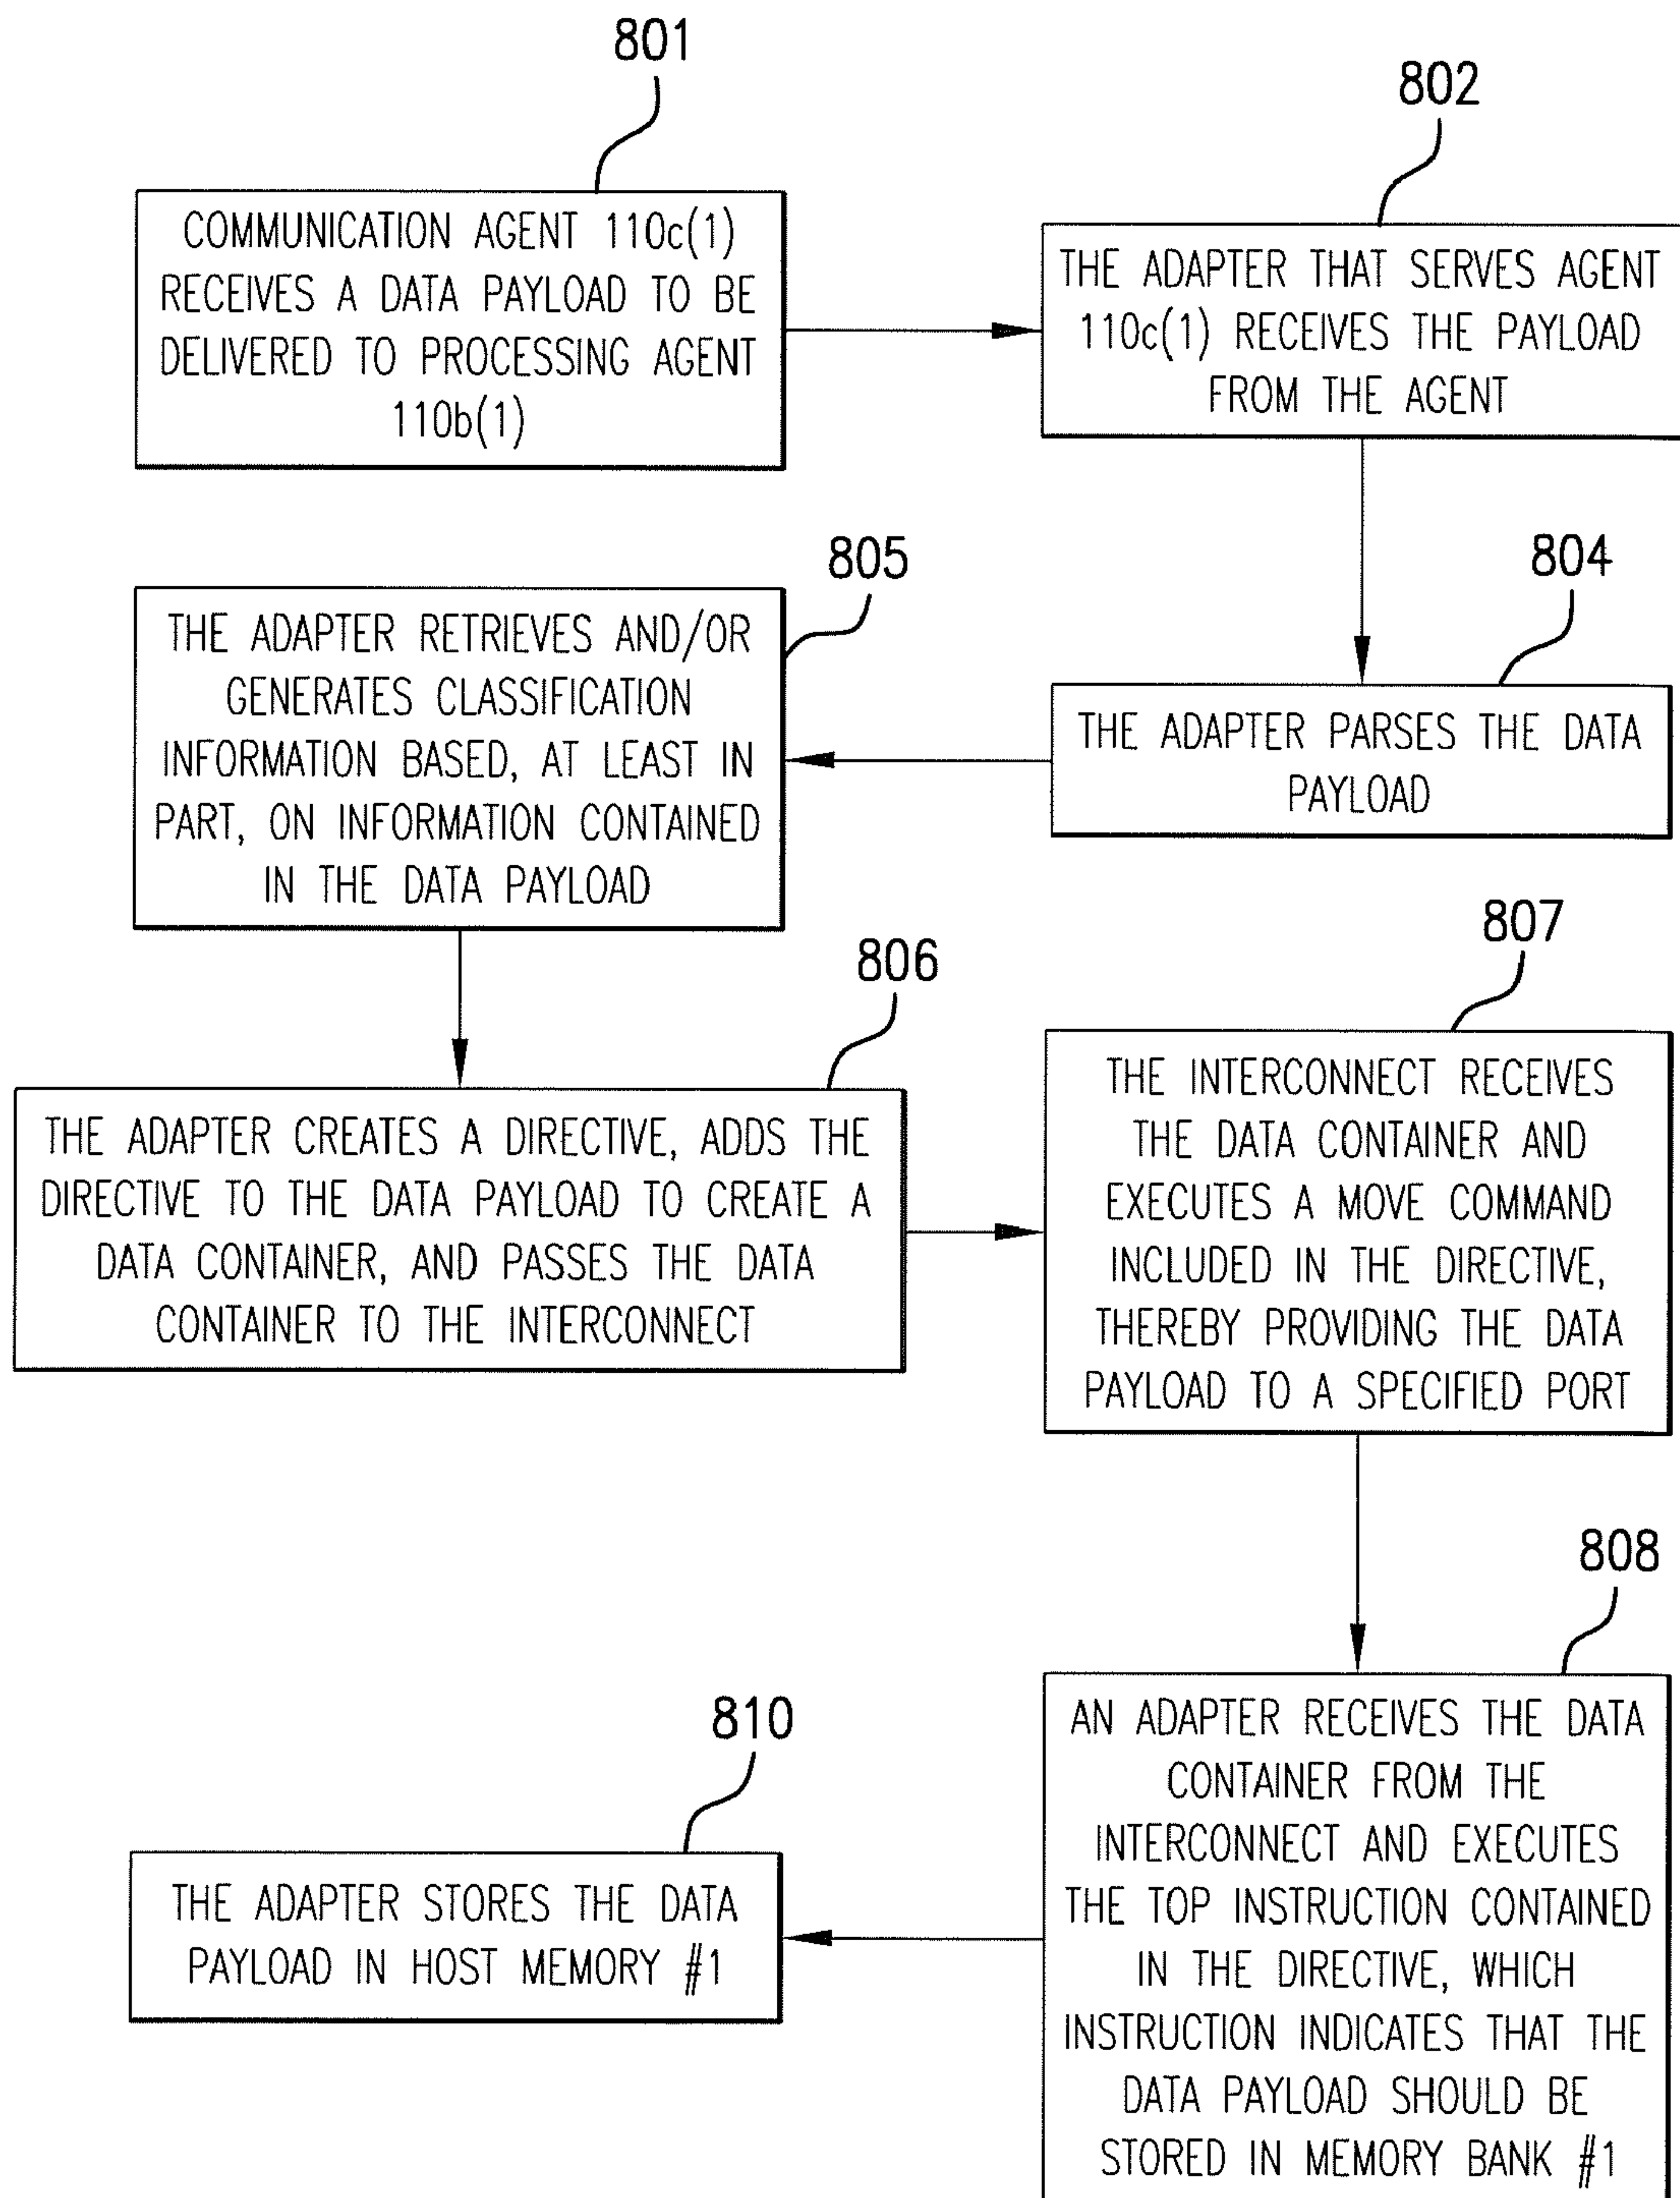 801
COMMUNICATION AGENT 110c(1)
RECEIVES A DATA PAYLOAD TO BE
DELIVERED TO PROCESSING AGENT
110b(1)
802
THE ADAPTER THAT SERVES AGENT
110c(1) RECEIVES THE PAYLOAD
FROM THE AGENT
804
THE ADAPTER PARSES THE DATA
PAYLOAD
805
THE ADAPTER RETRIEVES AND/OR
GENERATES CLASSIFICATION
INFORMATION BASED, AT LEAST IN
PART, ON INFORMATION CONTAINED
IN THE DATA PAYLOAD
806
THE ADAPTER CREATES A DIRECTIVE, ADDS THE
DIRECTIVE TO THE DATA PAYLOAD TO CREATE A
DATA CONTAINER, AND PASSES THE DATA
CONTAINER TO THE INTERCONNECT
807
THE INTERCONNECT RECEIVES
THE DATA CONTAINER AND
EXECUTES A MOVE COMMAND
INCLUDED IN THE DIRECTIVE,
THEREBY PROVIDING THE DATA
PAYLOAD TO A SPECIFIED PORT
808
AN ADAPTER RECEIVES THE DATA
CONTAINER FROM THE
INTERCONNECT AND EXECUTES
THE TOP INSTRUCTION CONTAINED
IN THE DIRECTIVE, WHICH
INSTRUCTION INDICATES THAT THE
DATA PAYLOAD SHOULD BE
STORED IN MEMORY BANK #1
810
THE ADAPTER STORES THE DATA
PAYLOAD IN HOST MEMORY #1